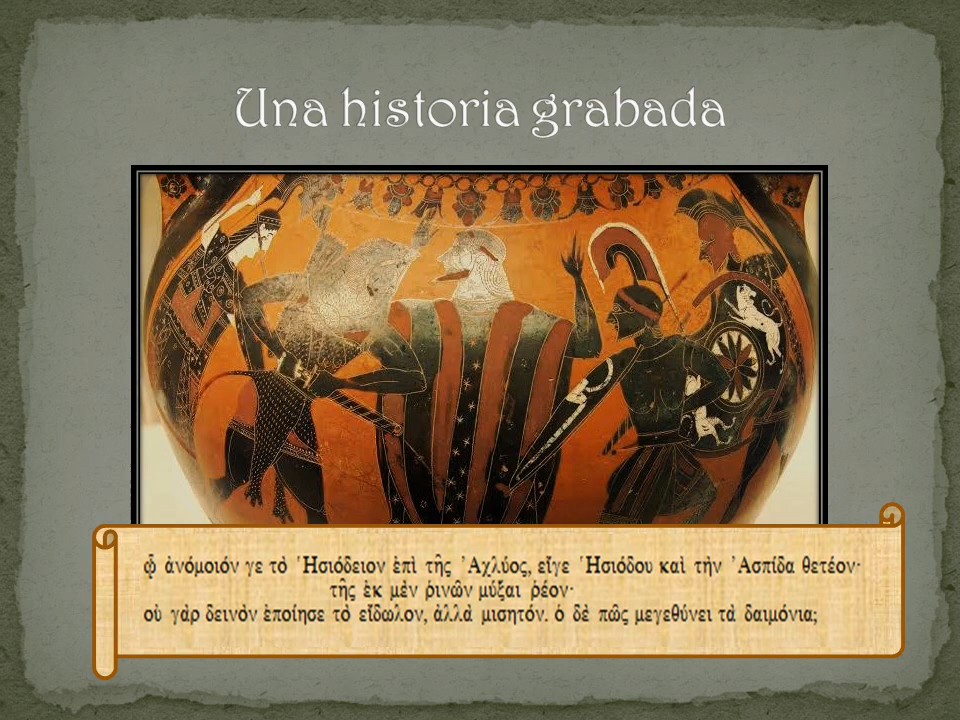 Una historia grabada
ᾧ ἀνόμοιόν γε τὸ Ἡσιόδειον ἐπὶ τῆς Ἀχλύος, εἴγε Ἡσιόδου καὶ τὴν Ἀσπίδα θετέον·
τῆς ἐκ μὲν ῥινῶν μύξαι ῥέον·
οὐ γὰρ δεινὸν ἐποίησε τὸ εἴδωλον, ἀλλὰ μισητόν. ὁ δὲ πῶς μεγεθύνει τὰ δαιμόνια;